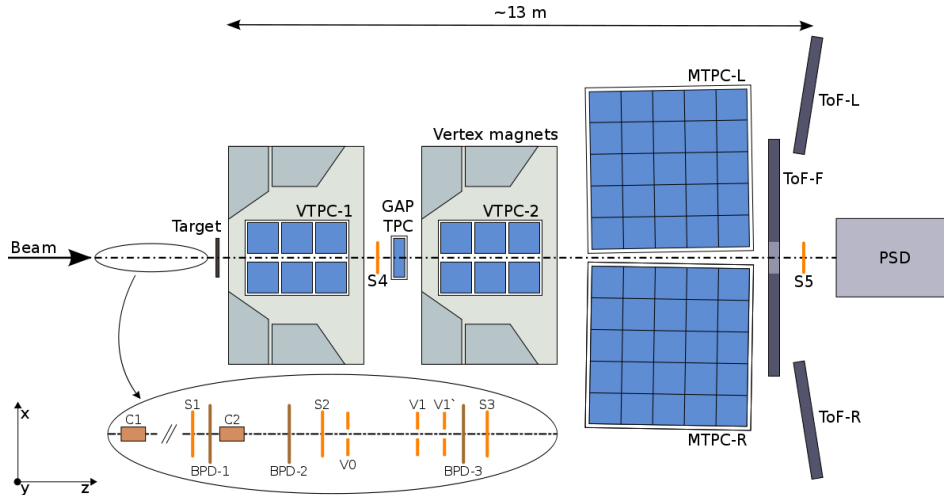 ~13 m
MTPC-L
ToF-L
Vertex magnets
ToF-F
Target
VTPC-1
GAP
TPC
VTPC-2
Beam
PSD
S4
S5
S1
S2
V1
V1`
S3
C1
C2
BPD-1
BPD-2
V0
BPD-3
MTPC-R
ToF-R
x
y
z